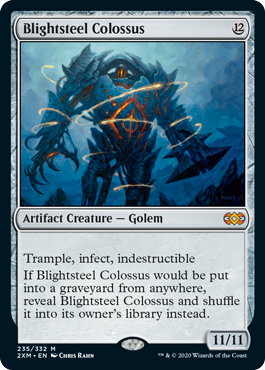 Blightsteel Colossus 12
Artifact Creature — Golem
Trample, infect, indestructible
If Blightsteel Colossus would be put
into a graveyard from anywhere,
reveal Blightsteel Colossus and shuffle
it into its owner's library instead.
11/11
235/332 M
2XM • EN Chris Rahn ™ & © 2020 Wizards of the Coast